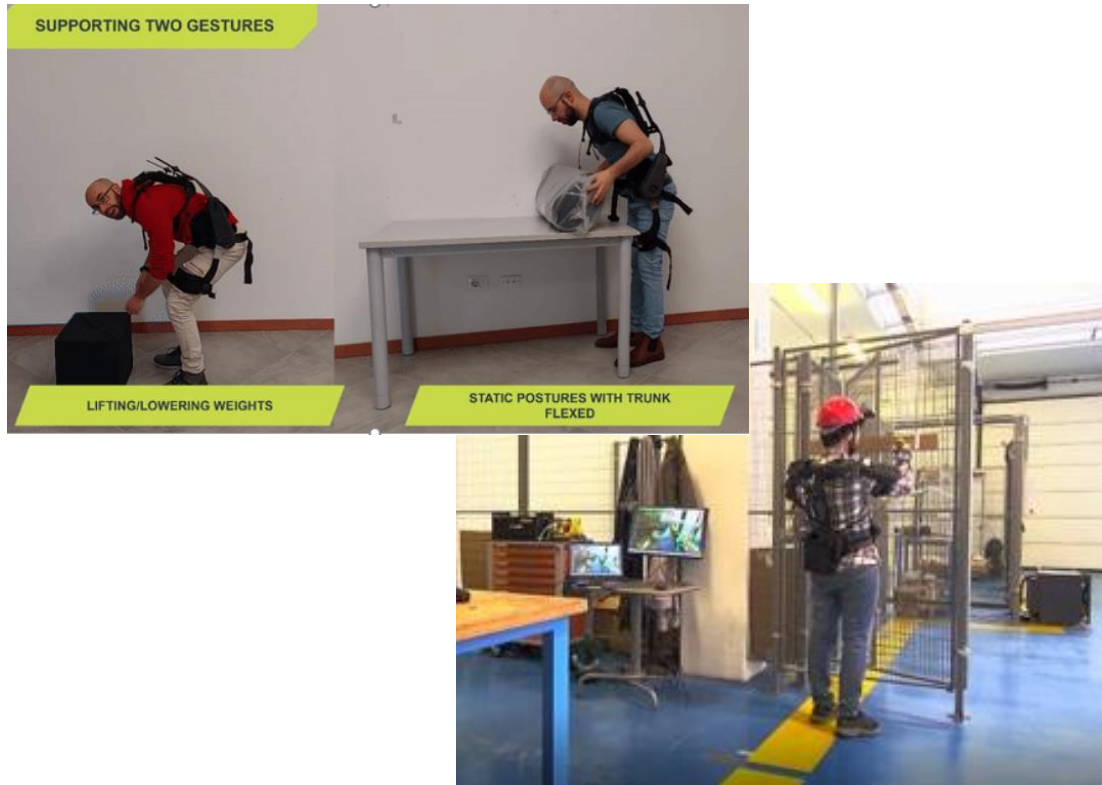 SUPPORTING TWO GESTURES
LIFTING/LOWERING WEIGHTS
STATIC POSTURES WITH TRUNK
FLEXED